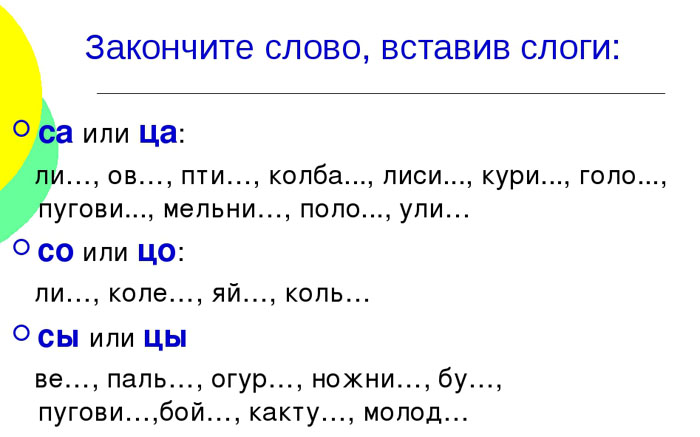 Закончите слово, вставив слоги:
са или ца:
ли…, ов…, пти…, колба..., лиси..., кури..., голо...,
пугови..., мельни…, поло..., ули…
со или цо:
ли…, коле…, яй…, коль…
сы или цы
ве…, паль…, огур…, ножни…, бу…,
пугови…,бой…, какту…, молод…